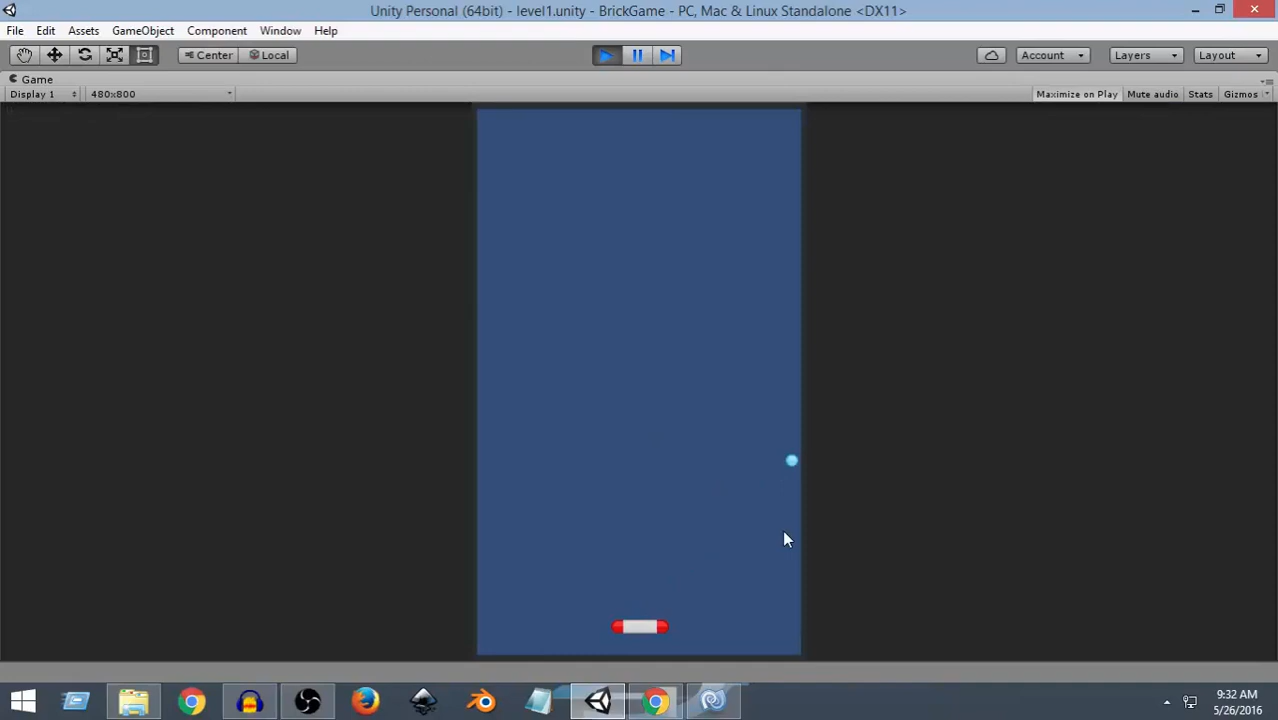 Unity Personal (64bit) - level1.unity - BrickGame - PC, Mac & Linux Standalone <DX11>
File Edit Assets GameObject Component Window Help
Center Local Account Layers Layout
Game
Display 1 480x800 Maximize on Play Mute audio Stats Gizmos
9:32 AM
5/26/2016